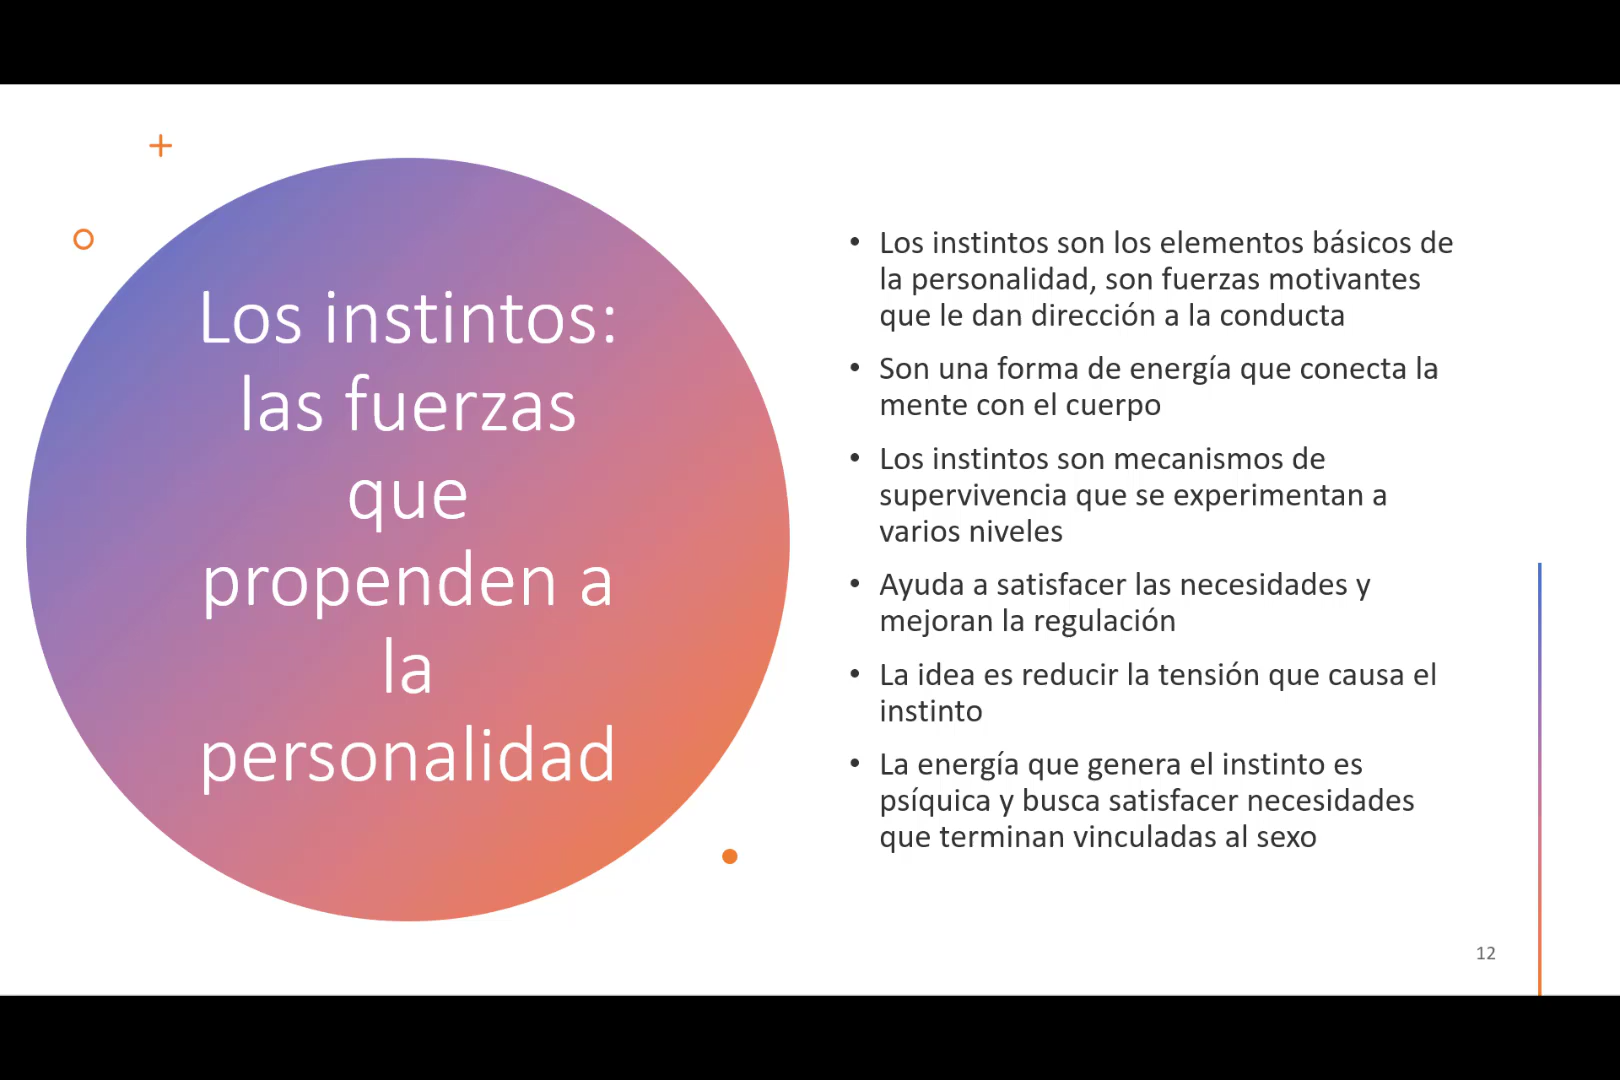 Los instintos:
las fuerzas
que
propenden a
la
personalidad
• Los instintos son los elementos básicos de
la personalidad, son fuerzas motivantes
que le dan dirección a la conducta
• Son una forma de energía que conecta la
mente con el cuerpo
• Los instintos son mecanismos de
supervivencia que se experimentan a
varios niveles
• Ayuda a satisfacer las necesidades y
mejoran la regulación
• La idea es reducir la tensión que causa el
instinto
• La energía que genera el instinto es
psíquica y busca satisfacer necesidades
que terminan vinculadas al sexo
12